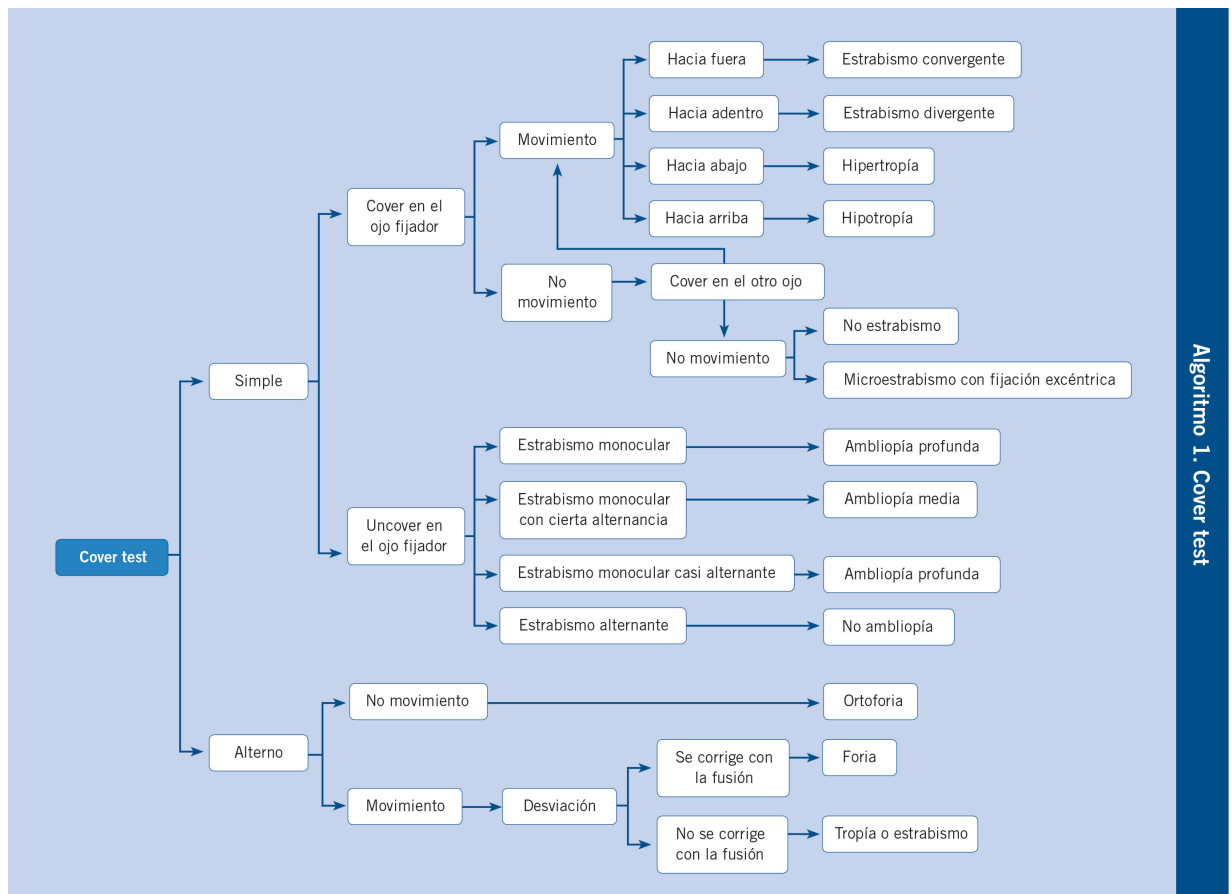 Cover test
Simple
Cover en el
ojo fijador
Movimiento
Hacia fuera
Estrabismo convergente
Hacia adentro
Estrabismo divergente
Hacia abajo
Hipertropía
Hacia arriba
Hipotropía
No
movimiento
Cover en el otro ojo
No movimiento
No estrabismo
Microestrabismo con fijación excéntrica
Uncover en
el ojo fijador
Estrabismo monocular
Ambliopía profunda
Estrabismo monocular
con cierta alternancia
Ambliopía media
Estrabismo monocular casi alternante
Ambliopía profunda
Estrabismo alternante
No ambliopía
Alterno
No movimiento
Ortoforia
Movimiento
Desviación
Se corrige con
la fusión
Foria
No se corrige
con la fusión
Tropía o estrabismo
Algoritmo 1. Cover test